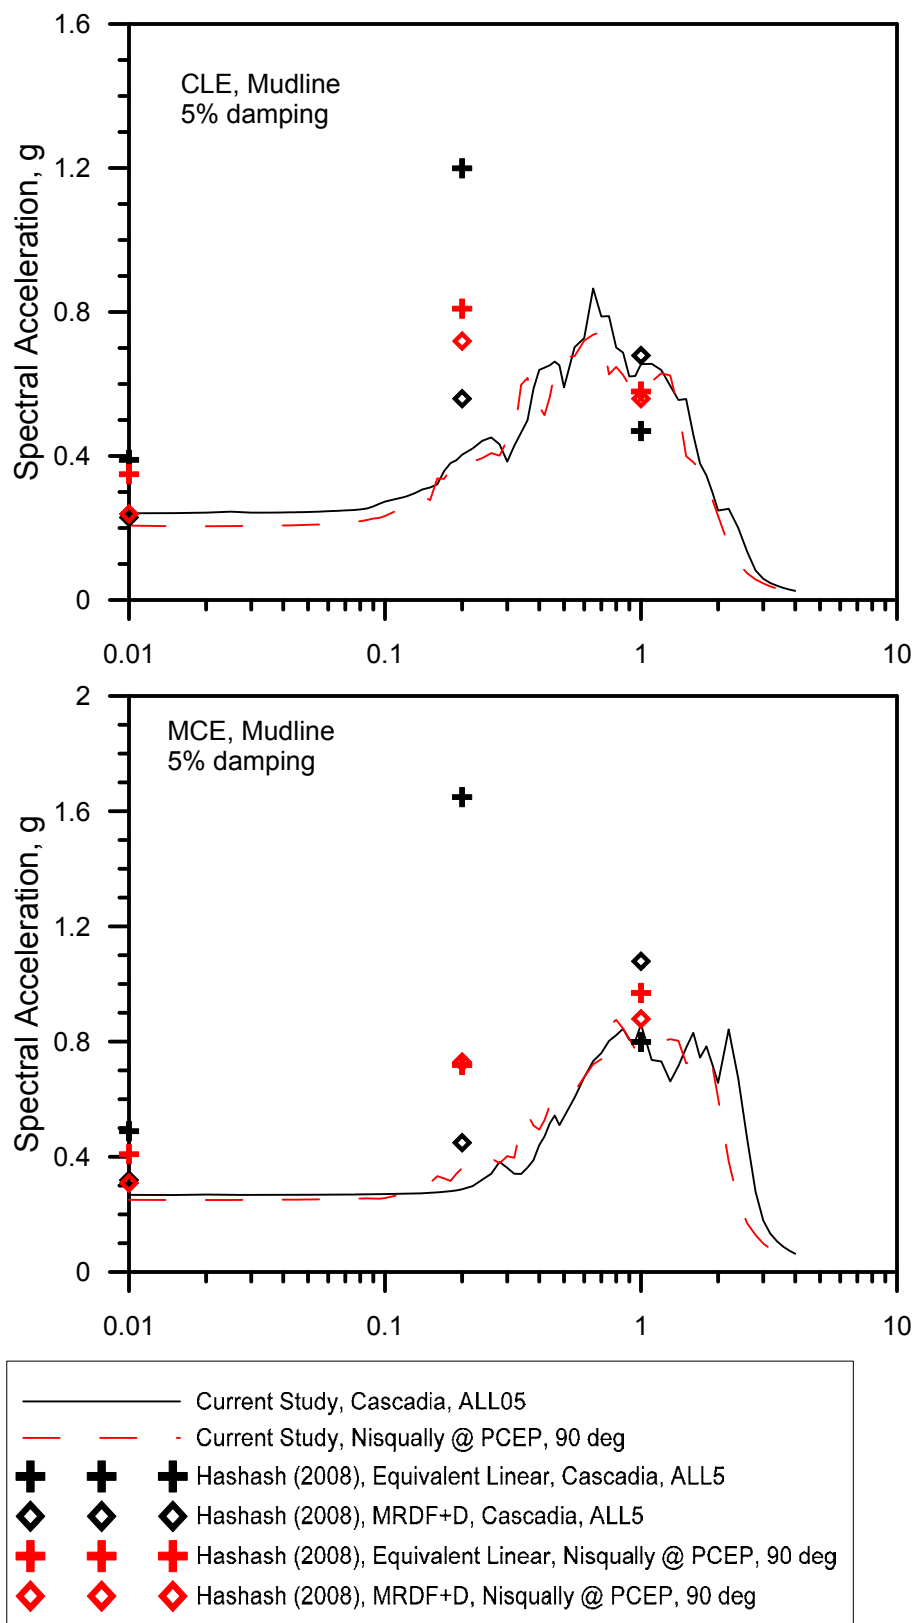 1.6
CLE, Mudline
5% damping
1.2
0.8
0.4
0
Spectral Acceleration, g
0.01 0.1 1 10
2
MCE, Mudline
5% damping
1.6
1.2
0.8
0.4
0
Spectral Acceleration, g
0.01 0.1 1 10
Current Study, Cascadia, ALL05
Current Study, Nisqually @ PCEP, 90 deg
Hashash (2008), Equivalent Linear, Cascadia, ALL5
Hashash (2008), MRDF+D, Cascadia, ALL5
Hashash (2008), Equivalent Linear, Nisqually @ PCEP, 90 deg
Hashash (2008), MRDF+D, Nisqually @ PCEP, 90 deg